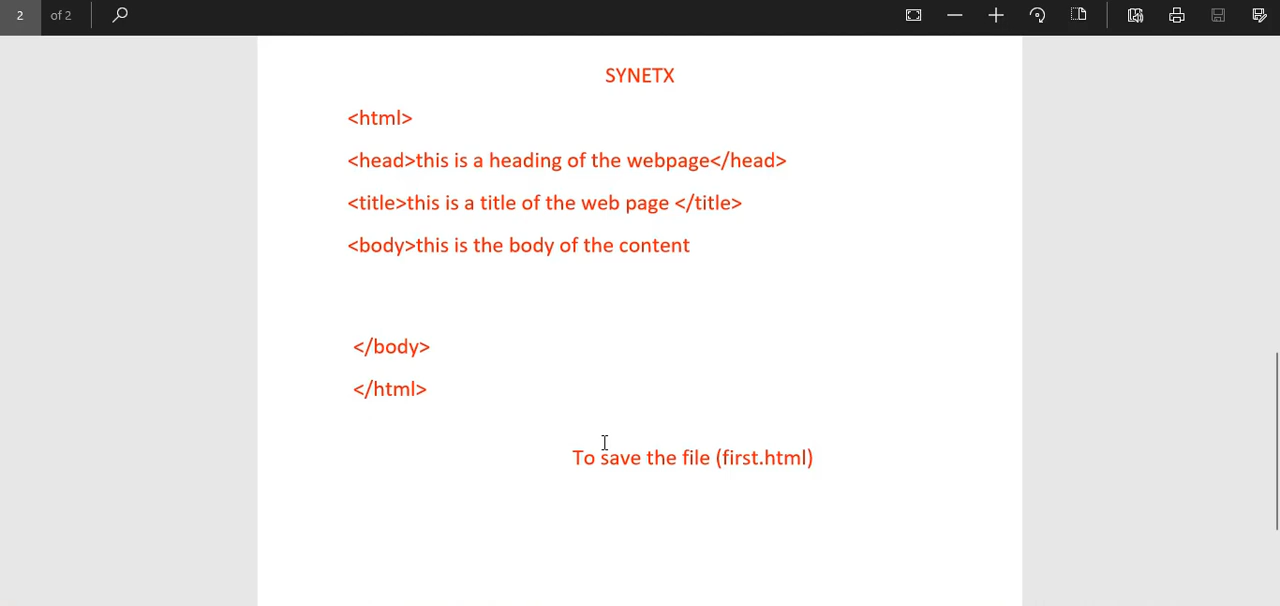 2 of 2
SYNETX
<html>
<head>this is a heading of the webpage</head>
<title>this is a title of the web page </title>
<body>this is the body of the content
</body>
</html>
To save the file (first.html)